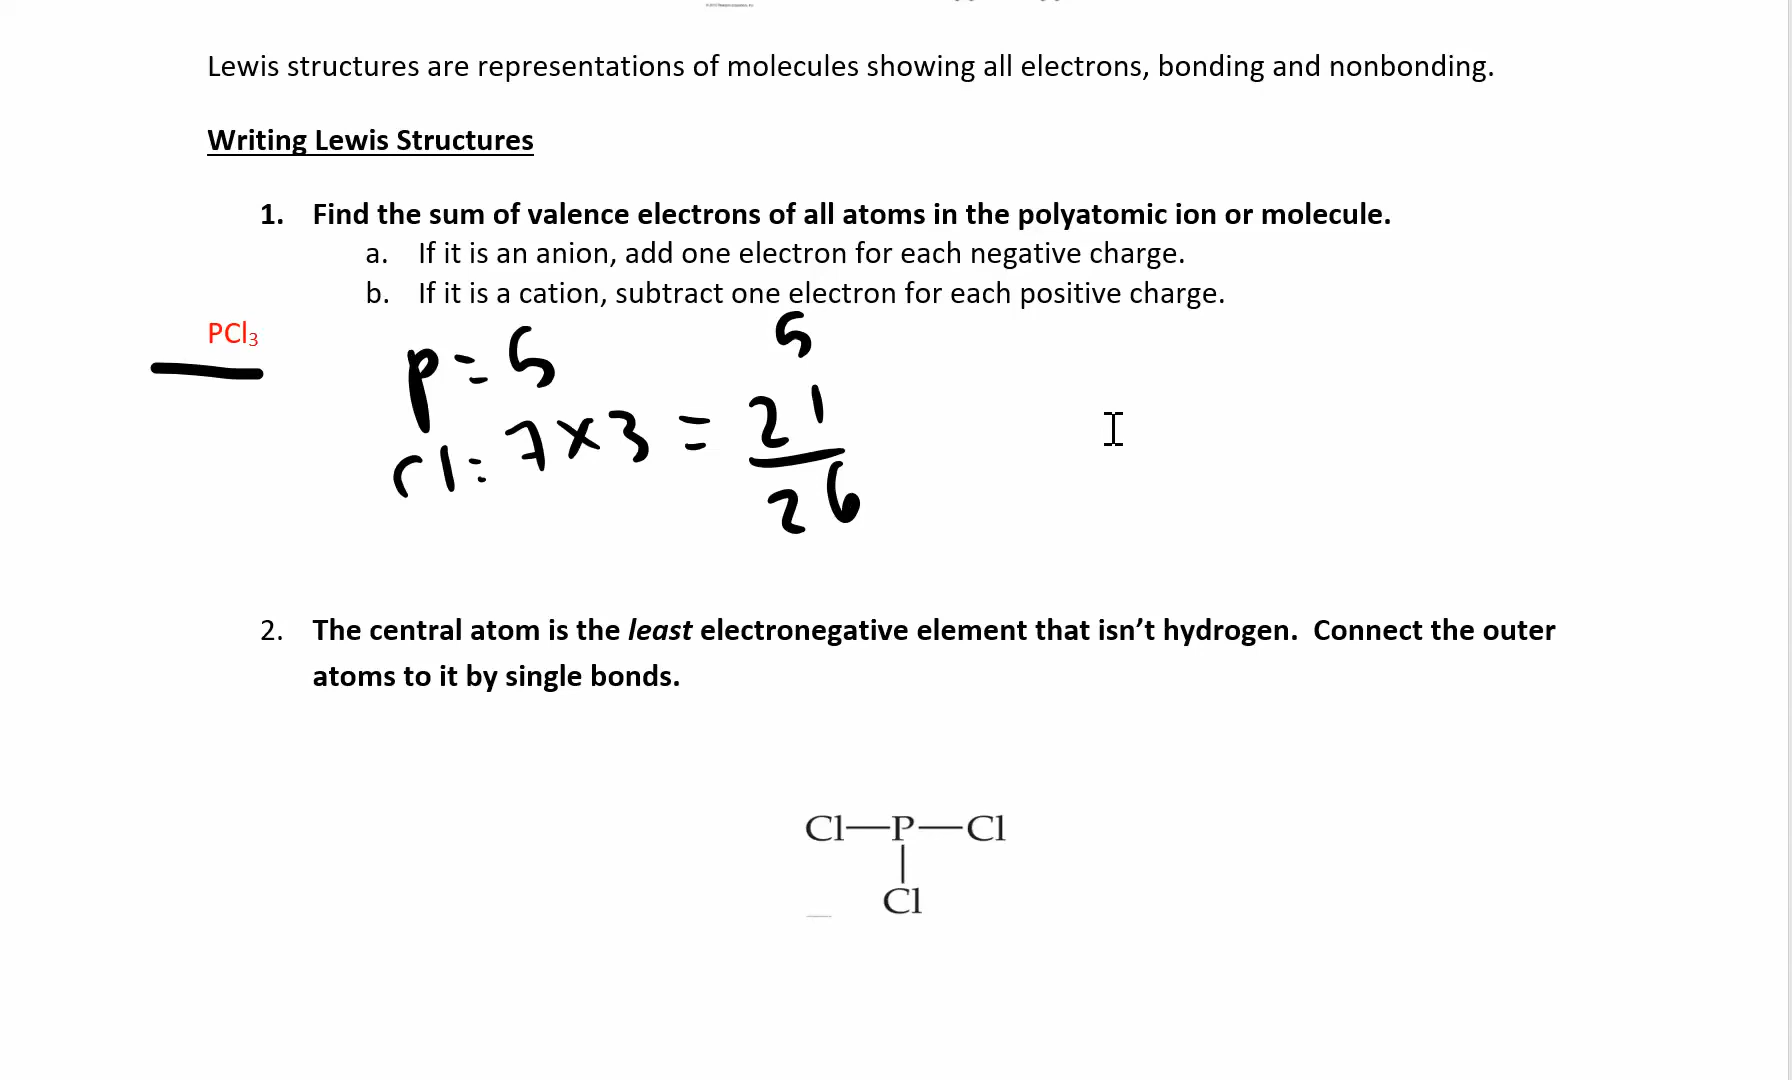 Lewis structures are representations of molecules showing all electrons, bonding and nonbonding.
Writing Lewis Structures
1. Find the sum of valence electrons of all atoms in the polyatomic ion or molecule.
a. If it is an anion, add one electron for each negative charge.
b. If it is a cation, subtract one electron for each positive charge.
PCl₃
p = 5
5
cl = 7 x 3 = 21
26
2. The central atom is the least electronegative element that isn’t hydrogen. Connect the outer
atoms to it by single bonds.
Cl—P—Cl
|
Cl